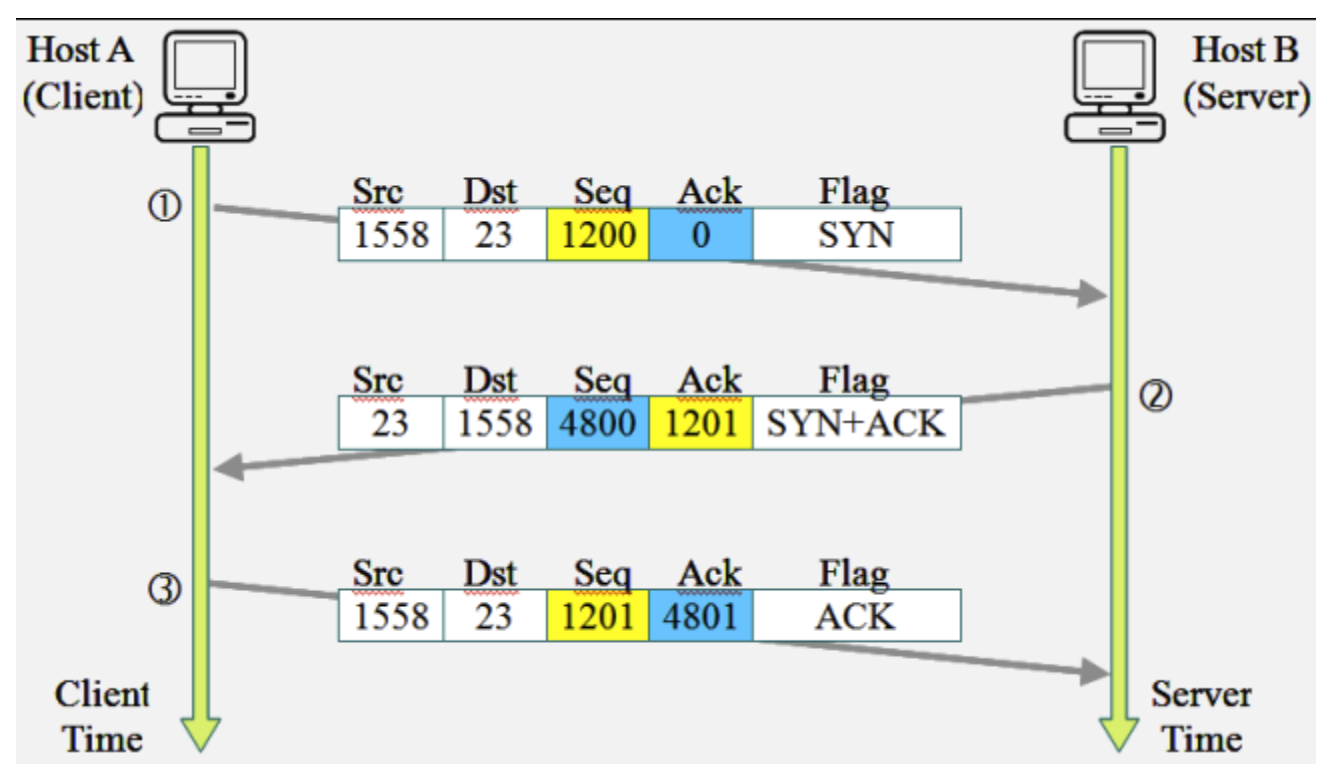 Host A
(Client)
Host B
(Server)
①
Src Dst Seq Ack Flag
1558 23 1200 0 SYN
②
Src Dst Seq Ack Flag
23 1558 4800 1201 SYN+ACK
③
Src Dst Seq Ack Flag
1558 23 1201 4801 ACK
Client
Time
Server
Time